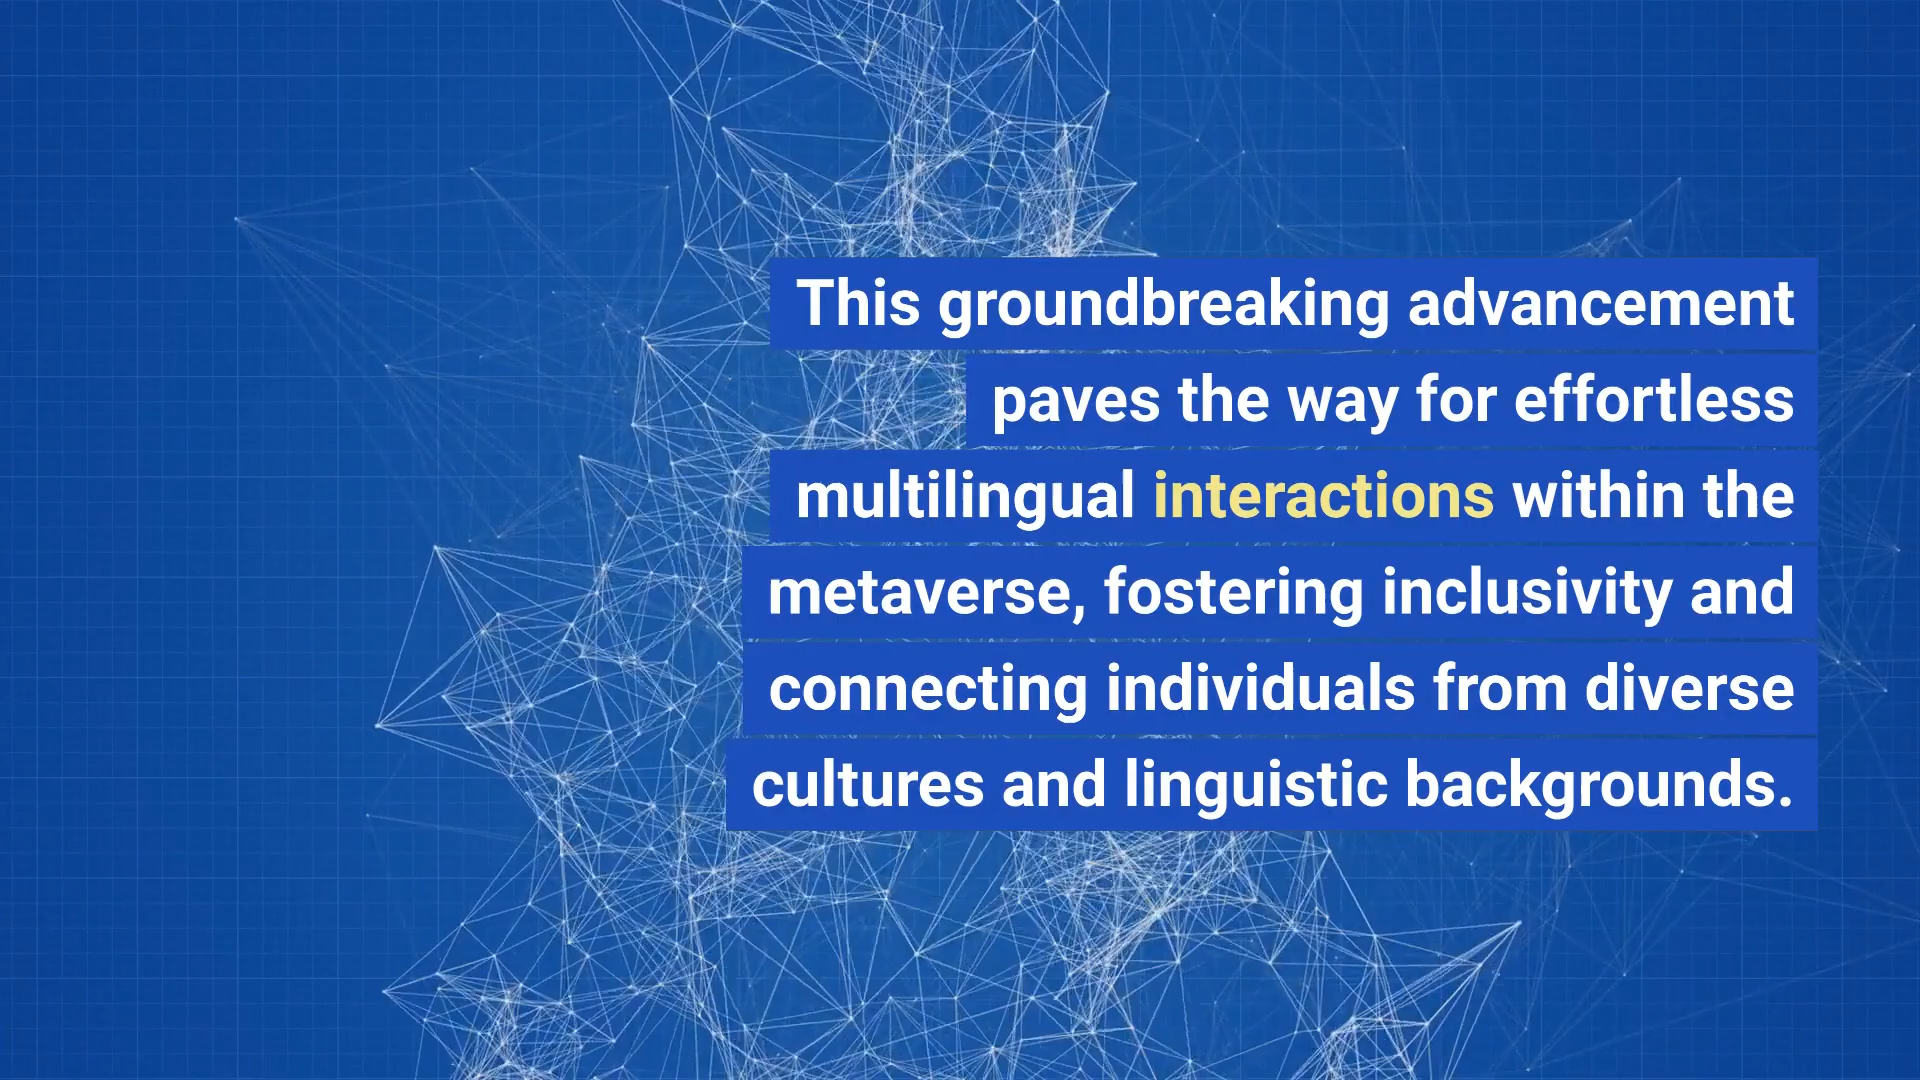 This groundbreaking advancement
paves the way for effortless
multilingual interactions within the
metaverse, fostering inclusivity and
connecting individuals from diverse
cultures and linguistic backgrounds.